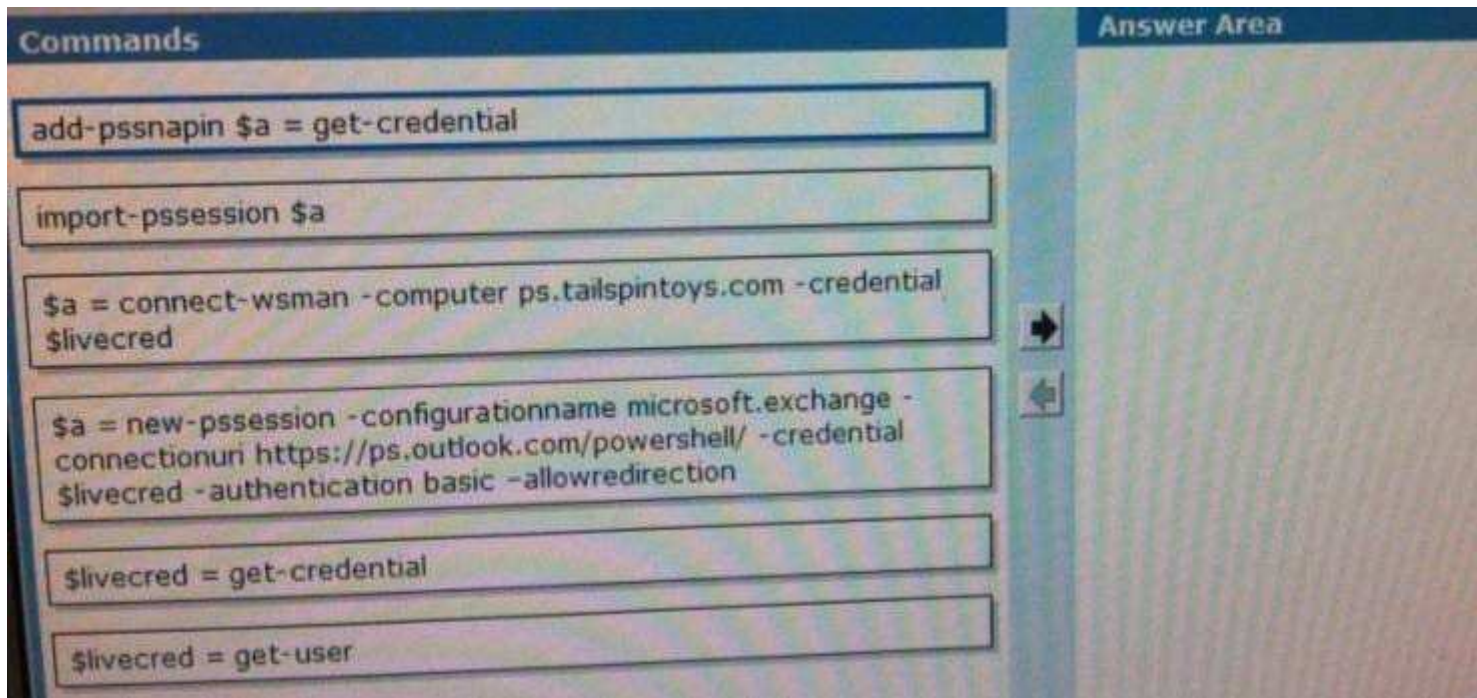 Commands
Answer Area
add-pssnapin $a = get-credential
import-pssession $a
$a = connect-wsman -computer ps.tailspintoys.com -credential
$livecred
$a = new-pssession -configurationname microsoft.exchange -
connectionuri https://ps.outlook.com/powershell/ -credential
$livecred -authentication basic –allowredirection
$livecred = get-credential
$livecred = get-user